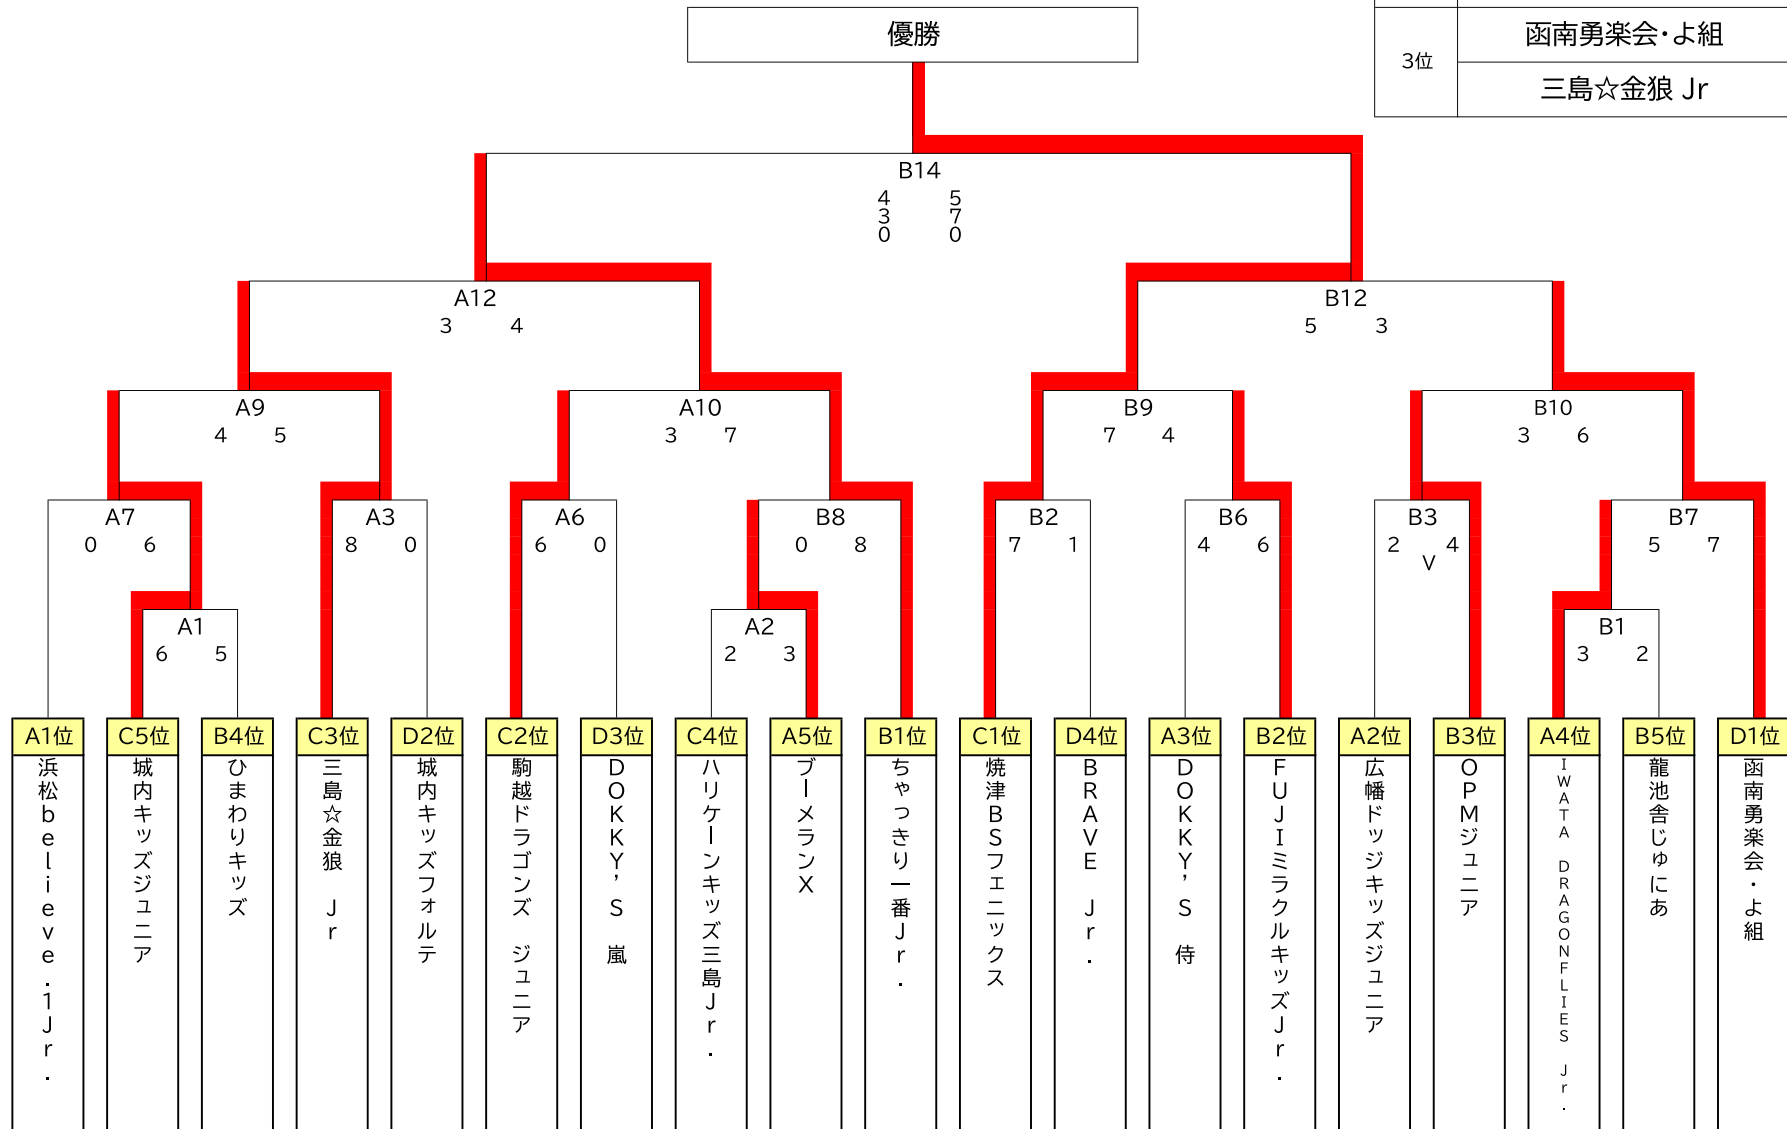 優勝
函南勇楽会・よ組
3位
三島☆金狼 Jr
B14
4 5
3 7
0 0
A12
3 4
B12
5 3
A9
4 5
A10
3 7
B9
7 4
B10
3 6
A7
0 6
A3
8 0
A6
6 0
B8
0 8
B2
7 1
B6
4 6
B3
2 4
V
B7
5 7
A1
6 5
A2
2 3
B1
3 2
A1位
C5位
B4位
C3位
D2位
C2位
D3位
C4位
A5位
B1位
C1位
D4位
A3位
B2位
A2位
B3位
A4位
B5位
D1位
浜松believe.1Jr.
城内キッズジュニア
ひまわりキッズ
三島☆金狼 Jr
城内キッズフォルテ
駒越ドラゴンズ ジュニア
DOKKY'S 嵐
ハリケーンキッズ三島Jr.
ブーメランX
ちゃっきり一番Jr.
焼津BSフェニックス
BRAVE Jr.
DOKKY'S 侍
FUJIミラクルキッズJr.
広幡ドッジキッズジュニア
OPMジュニア
IWATA DRAGONFLIES Jr.
龍池舎じゅにあ
函南勇楽会・よ組